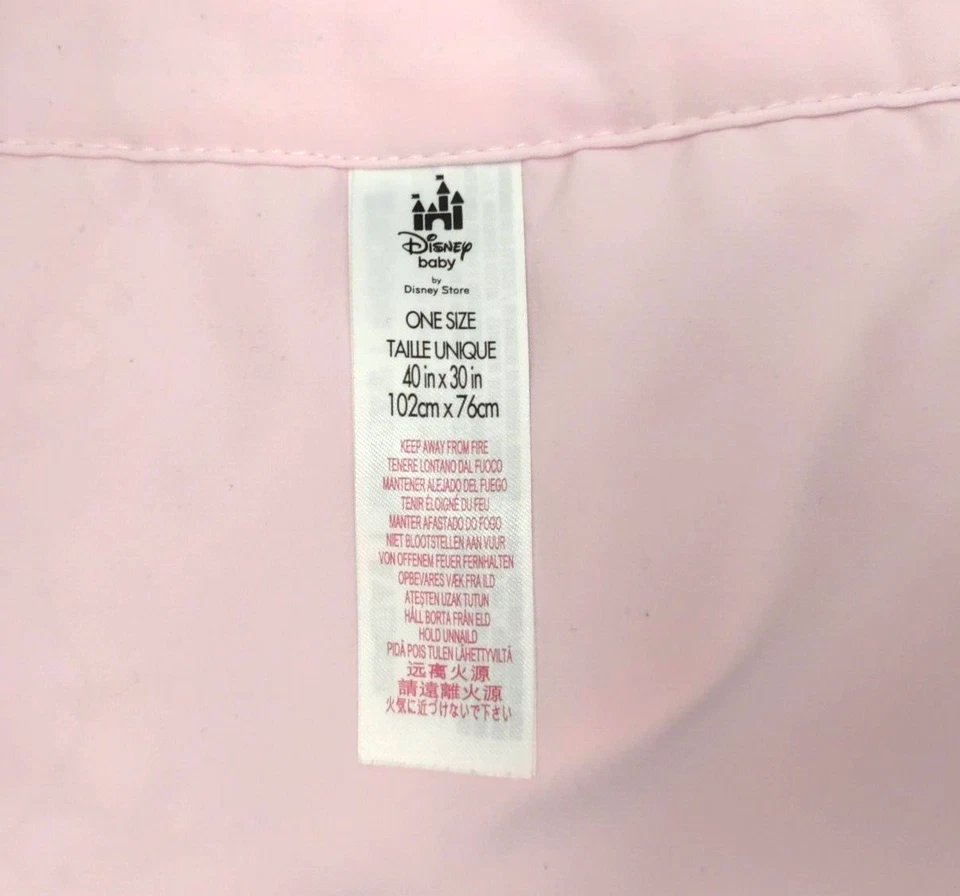 Disney
baby
by
Disney Store
ONE SIZE
TAILLE UNIQUE
40 in x 30 in
102cm x 76cm
KEEP AWAY FROM FIRE
TENERE LONTANO DAL FUOCO
MANTENER ALEJADO DEL FUEGO
TENIR ÉLOIGNÉ DU FEU
MANTER AFASTADO DO FOGO
NIET BLOOTSTELLEN AAN VUUR
VON OFFENEM FEUER FERNHALTEN
OPBEVARES VÆK FRA ILD
ATEŞTEN UZAK TUTUN
HÅLL BORTA FRÅN ELD
HOLD UNNA ILD
PIDÄ POIS TULEN LÄHETTYVILTÄ
远离火源
請遠離火源
火気に近づけないで下さい